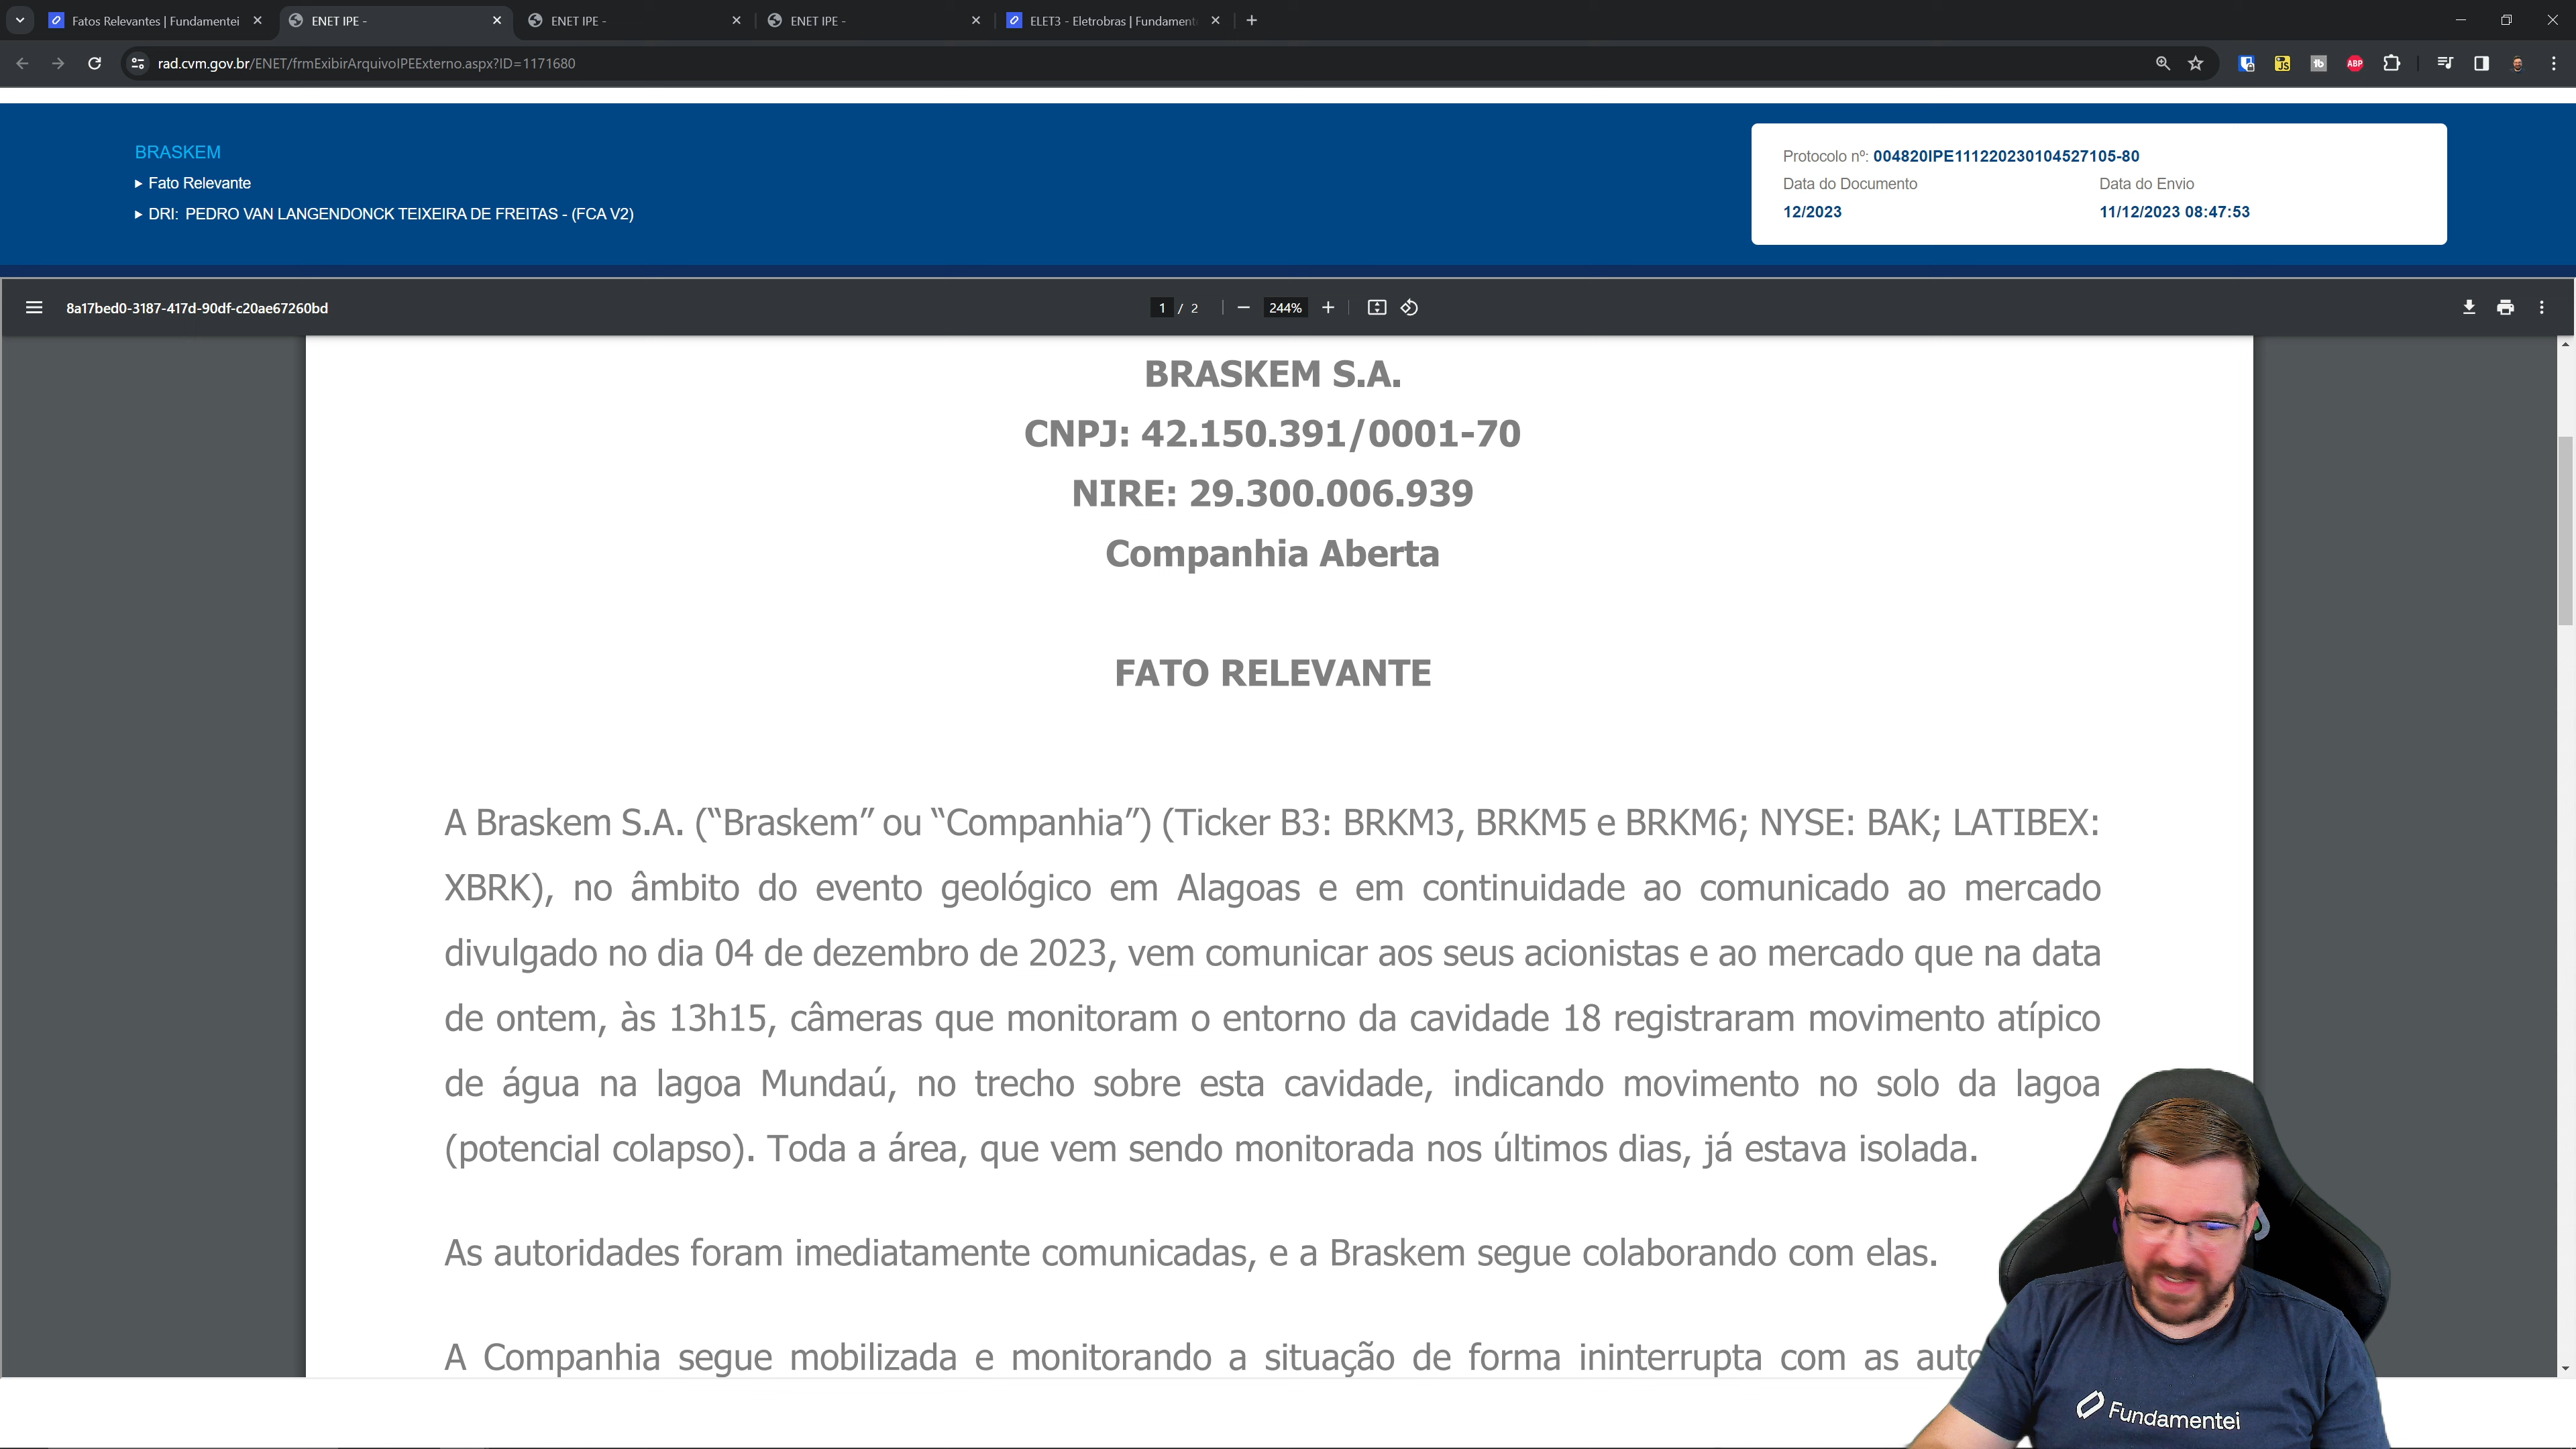 Fatos Relevantes | Fundamentei
ENET IPE -
ENET IPE -
ENET IPE -
ELET3 - Eletrobras | Fundament
rad.cvm.gov.br/ENET/frmExibirArquivoIPEExterno.aspx?ID=1171680
JS
tb
ABP
BRASKEM
Fato Relevante
DRI: PEDRO VAN LANGENDONCK TEIXEIRA DE FREITAS - (FCA V2)
Protocolo nº: 004820IPE111220230104527105-80
Data do Documento Data do Envio
12/2023 11/12/2023 08:47:53
8a17bed0-3187-417d-90df-c20ae67260bd
1 / 2
244%
BRASKEM S.A.
CNPJ: 42.150.391/0001-70
NIRE: 29.300.006.939
Companhia Aberta
FATO RELEVANTE
A Braskem S.A. (“Braskem” ou “Companhia”) (Ticker B3: BRKM3, BRKM5 e BRKM6; NYSE: BAK; LATIBEX:
XBRK), no âmbito do evento geológico em Alagoas e em continuidade ao comunicado ao mercado
divulgado no dia 04 de dezembro de 2023, vem comunicar aos seus acionistas e ao mercado que na data
de ontem, às 13h15, câmeras que monitoram o entorno da cavidade 18 registraram movimento atípico
de água na lagoa Mundaú, no trecho sobre esta cavidade, indicando movimento no solo da lagoa
(potencial colapso). Toda a área, que vem sendo monitorada nos últimos dias, já estava isolada.
As autoridades foram imediatamente comunicadas, e a Braskem segue colaborando com elas.
A Companhia segue mobilizada e monitorando a situação de forma ininterrupta com as auto
Fundamentei